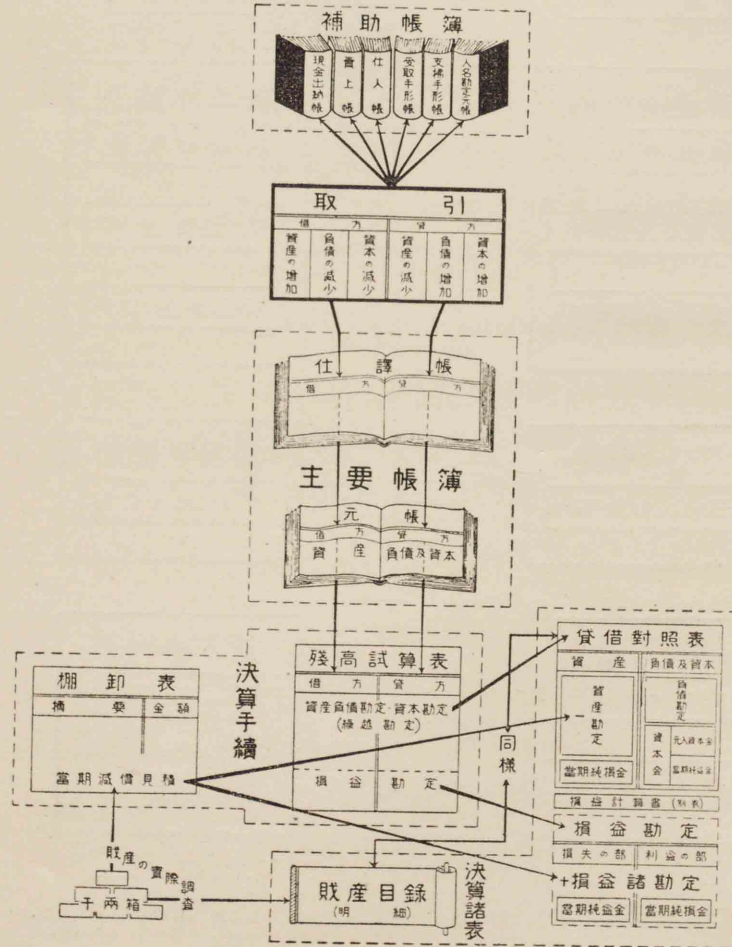 補助帳簿
現金出納帳
賣上帳
仕入帳
受取手形帳
支拂手形帳
人名勘定元帳
取引
借方 貸方
資産の增加
負債の減少
資本の減少
資産の減少
負債の增加
資本の增加
仕譯帳
借方 貸方
主要帳簿
元帳
借方 貸方
資産 負債及資本
決算手續
棚卸表
摘要 金額
當期減價見積
財産の實際調査
千兩箱
殘高試算表
借方 貸方
資産負債勘定・資本勘定
(繰越勘定)
損益勘定
同樣
決算諸表
財産目錄
(明細)
貸借對照表
資産 負債及資本
資産勘定
－
當期純損金
負債勘定
資本金
元入資本金
當期純益金
損益計算書(別表)
損益勘定
損失の部 利益の部
+損益諸勘定
當期純益金 當期純損金